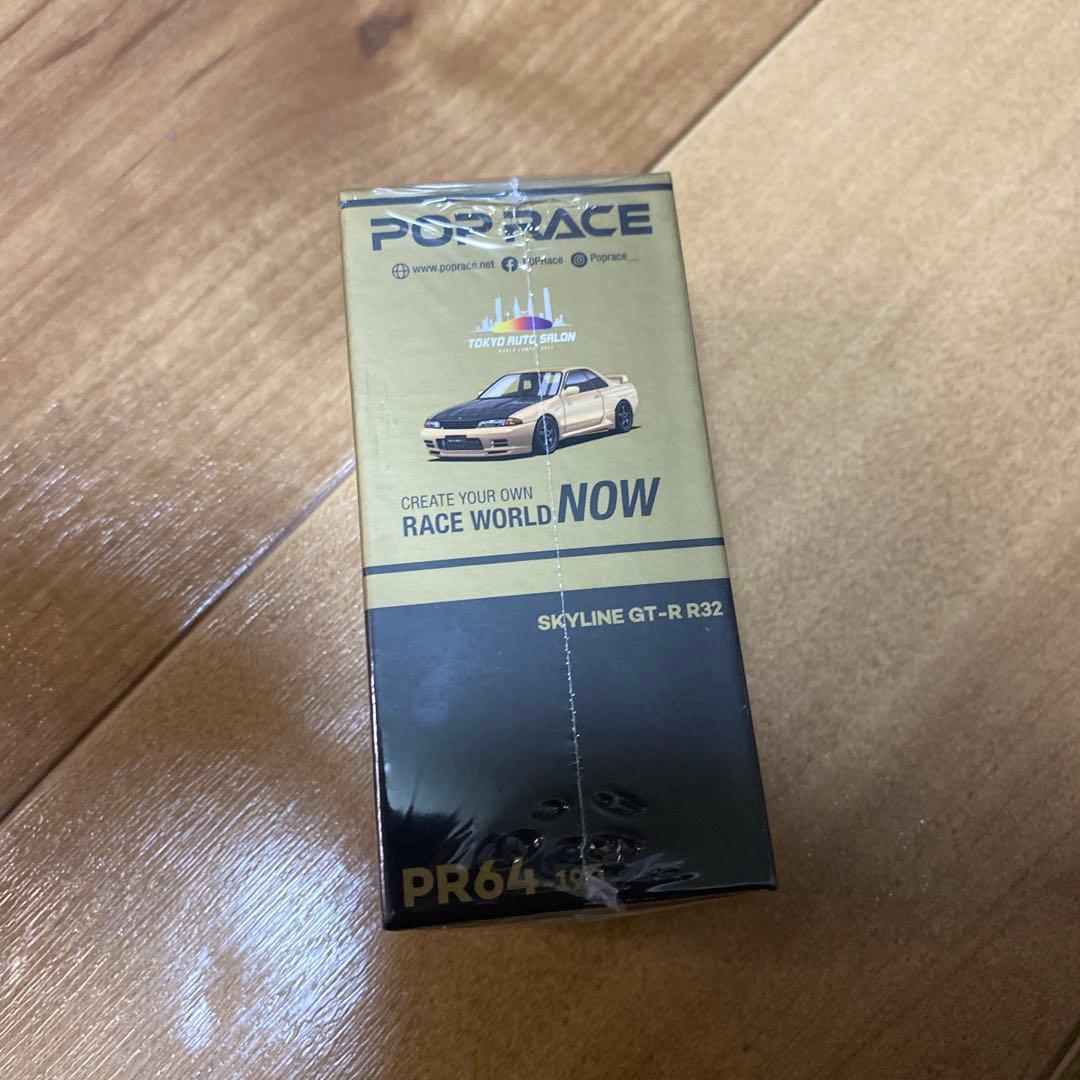 POP RACE
www.poprace.net POPRace Poprace__
TOKYO AUTO SALON
CREATE YOUR OWN
RACE WORLD NOW
SKYLINE GT-R R32
PR64